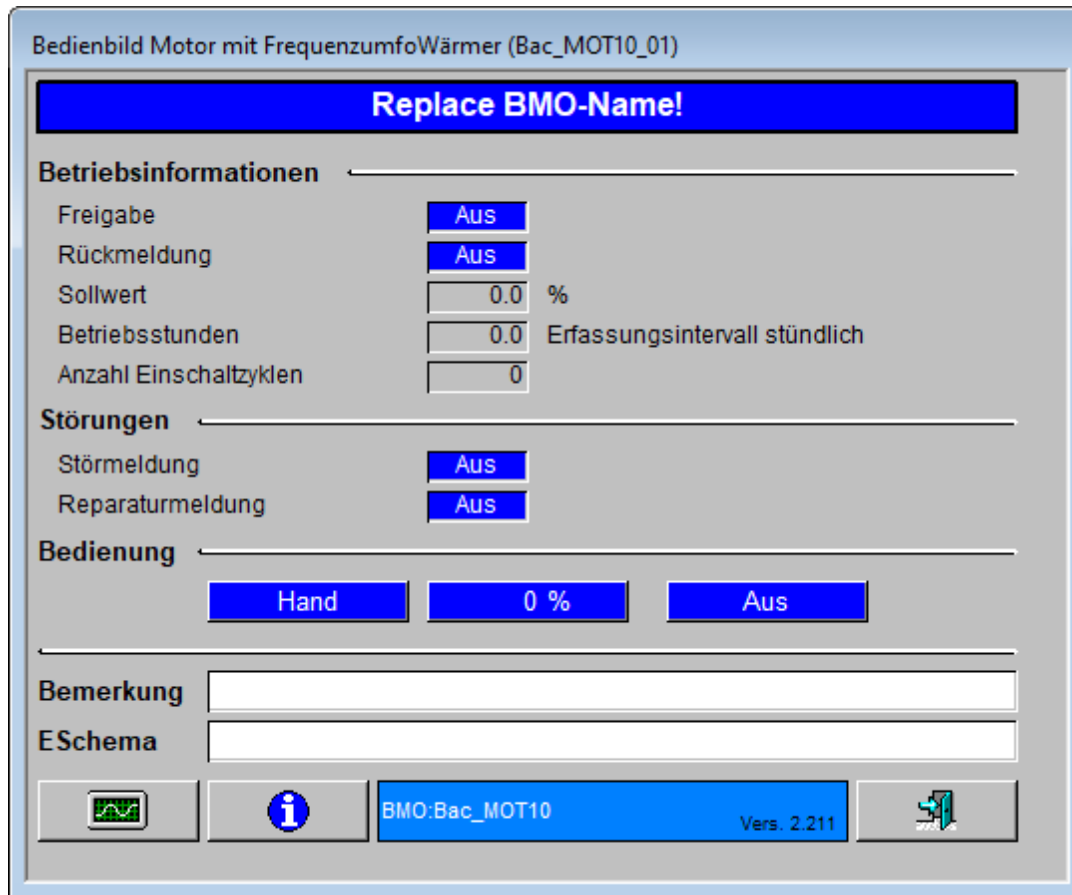 Bedienbild Motor mit FrequenzumfoWärmer (Bac_MOT10_01)
Replace BMO-Name!
Betriebsinformationen
Freigabe Aus
Rückmeldung Aus
Sollwert 0.0 %
Betriebsstunden 0.0 Erfassungsintervall stündlich
Anzahl Einschaltzyklen 0
Störungen
Störmeldung Aus
Reparaturmeldung Aus
Bedienung
Hand 0 % Aus
Bemerkung
ESchema
BMO:Bac_MOT10 Vers. 2.211